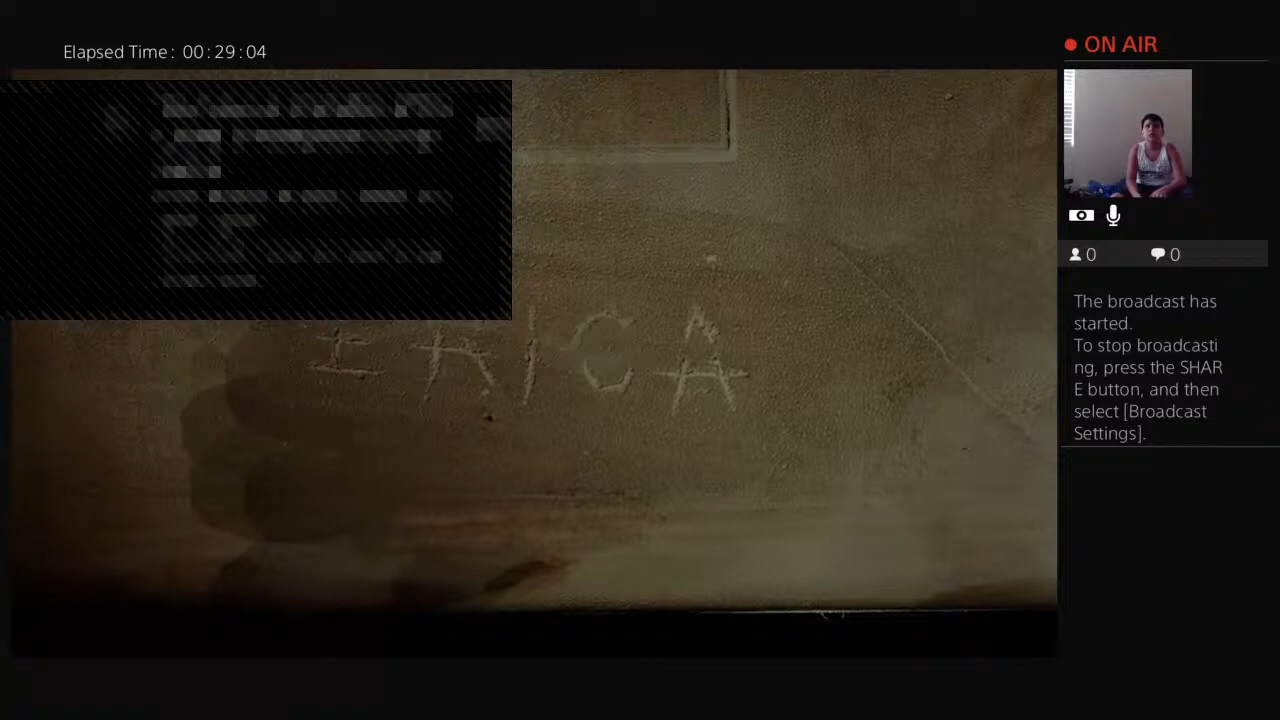 Elapsed Time: 00:29:04
ON AIR
0 0
The broadcast has
started.
To stop broadcasti
ng, press the SHAR
E button, and then
select [Broadcast
Settings].
ERICA